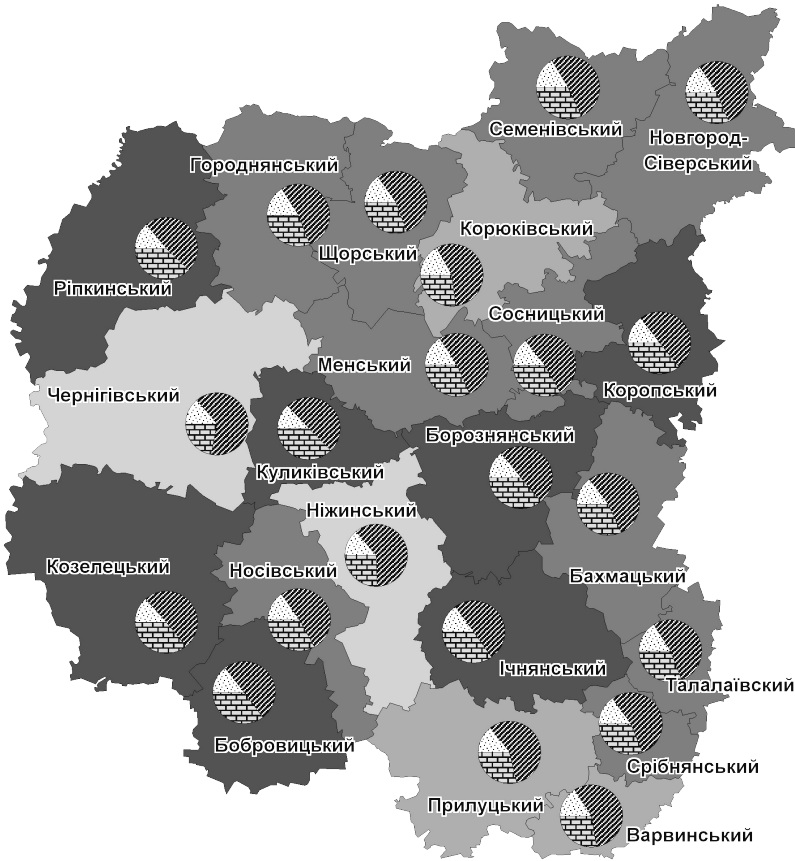 Семенівський
Новгород-
Сіверський
Городнянський
Корюківський
Щорський
Ріпкинський
Сосницький
Менський
Коропський
Чернігівський
Борознянський
Куликівський
Ніжинський
Козелецький
Носівський
Бахмацький
Ічнянський
Талалаївский
Бобровицький
Срібнянський
Прилуцький
Варвинський